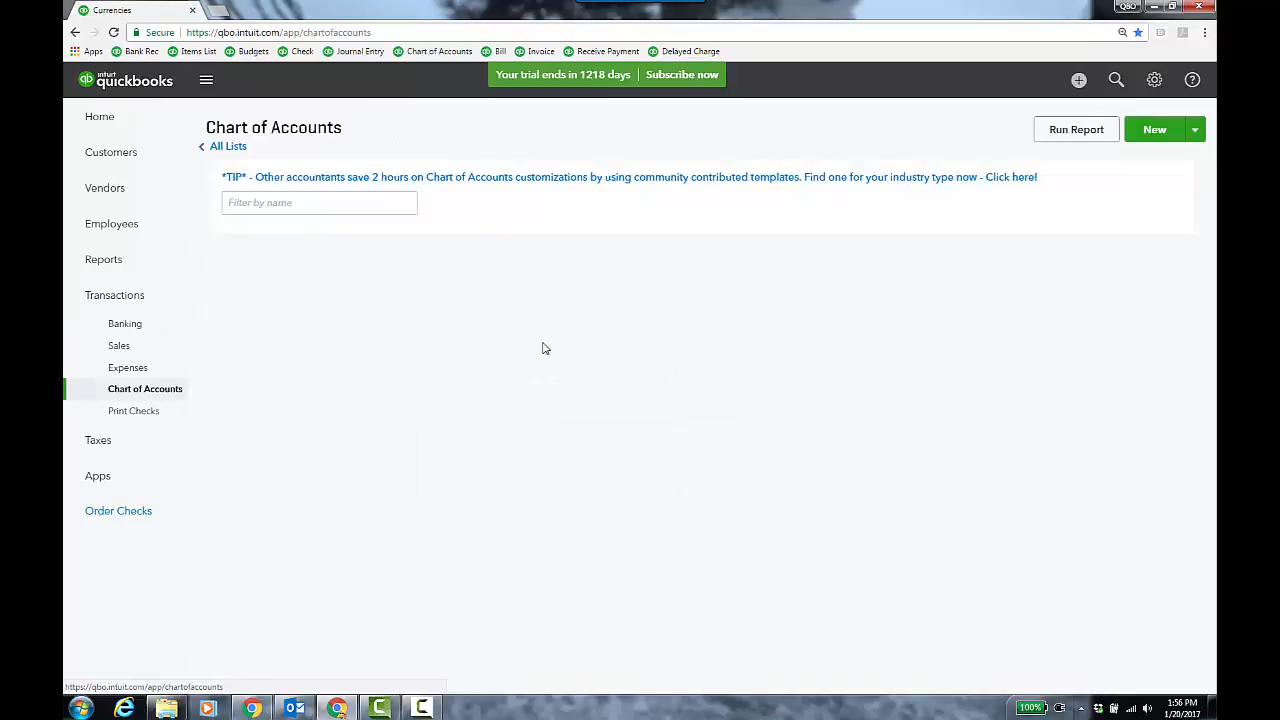 QBO
Currencies
Secure https://qbo.intuit.com/app/chartofaccounts
Apps Bank Rec Items List Budgets Check Journal Entry Chart of Accounts Bill Invoice Receive Payment Delayed Charge
intuit
quickbooks
Your trial ends in 1218 days Subscribe now
Home
Customers
Vendors
Employees
Reports
Transactions
Banking
Sales
Expenses
Chart of Accounts
Print Checks
Taxes
Apps
Order Checks
Chart of Accounts
All Lists
Run Report
New
*TIP* - Other accountants save 2 hours on Chart of Accounts customizations by using community contributed templates. Find one for your industry type now - Click here!
Filter by name
https://qbo.intuit.com/app/chartofaccounts
100%
1:56 PM
1/20/2017